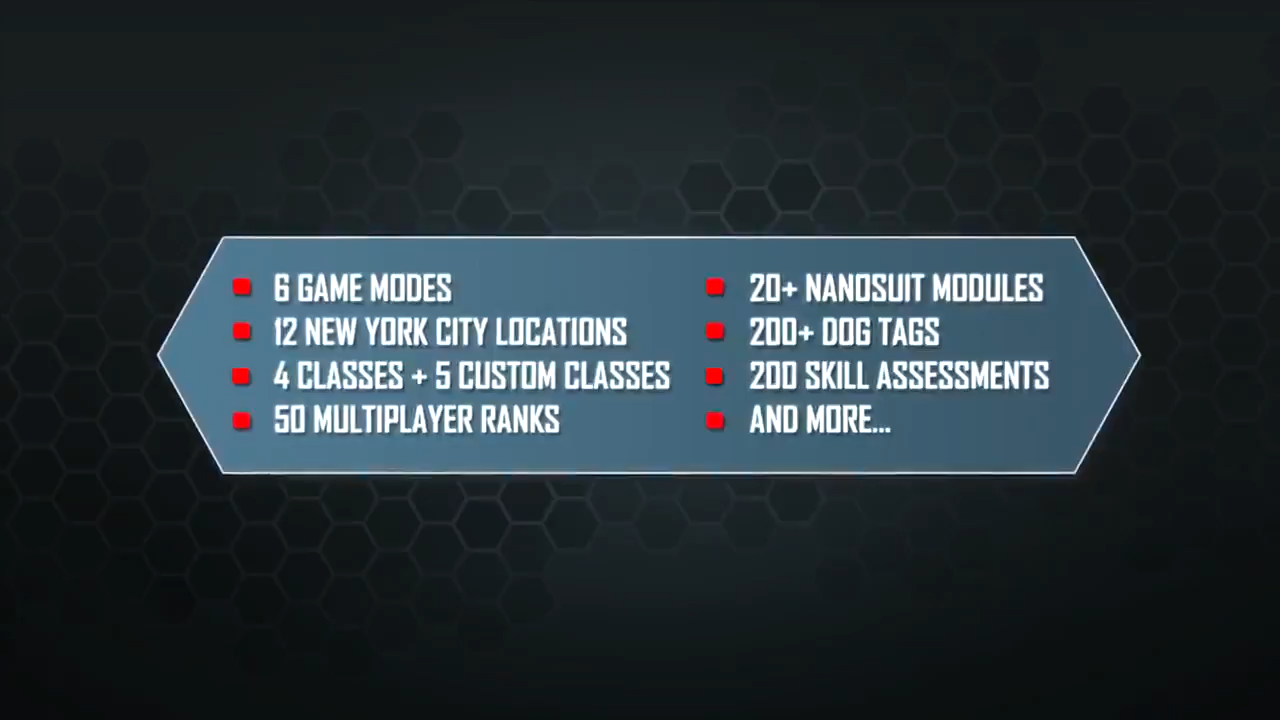 6 GAME MODES
12 NEW YORK CITY LOCATIONS
4 CLASSES + 5 CUSTOM CLASSES
50 MULTIPLAYER RANKS
20+ NANOSUIT MODULES
200+ DOG TAGS
200 SKILL ASSESSMENTS
AND MORE...